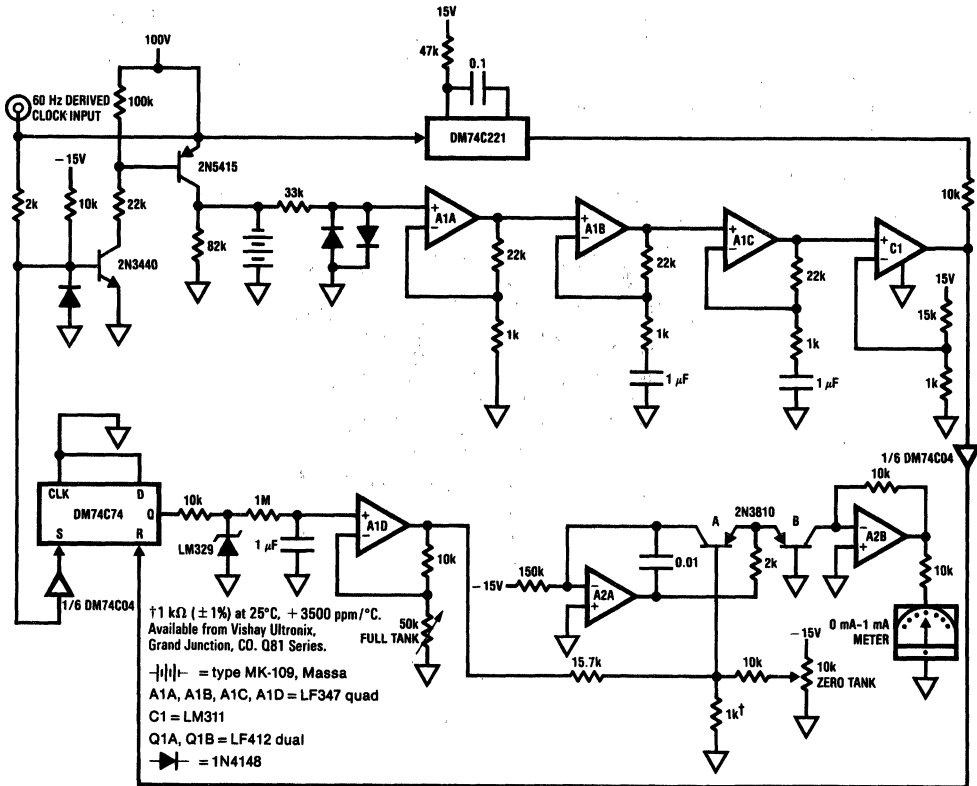 15V
47k
0.1
100V
60 Hz DERIVED
CLOCK INPUT
100k
DM74C221
2N5415
−15V
2k
10k
22k
33k
10k
A1A
A1B
A1C
C1
82k
2N3440
22k
22k
22k
15V
15k
1k
1k
1k
1k
1 µF
1 µF
1/6 DM74C04
CLK
D
DM74C74
Q
S
R
10k
1M
LM329
1 µF
A1D
10k
50k
FULL TANK
1/6 DM74C04
−15V
150k
A2A
0.01
A
2N3810
B
2k
10k
A2B
10k
0 mA-1 mA
METER
15.7k
10k
−15V
10k
ZERO TANK
1k†
†1 kΩ (±1%) at 25°C, +3500 ppm/°C.
Available from Vishay Ultronix,
Grand Junction, CO. Q81 Series.
= type MK-109, Massa
A1A, A1B, A1C, A1D = LF347 quad
C1 = LM311
Q1A, Q1B = LF412 dual
= 1N4148